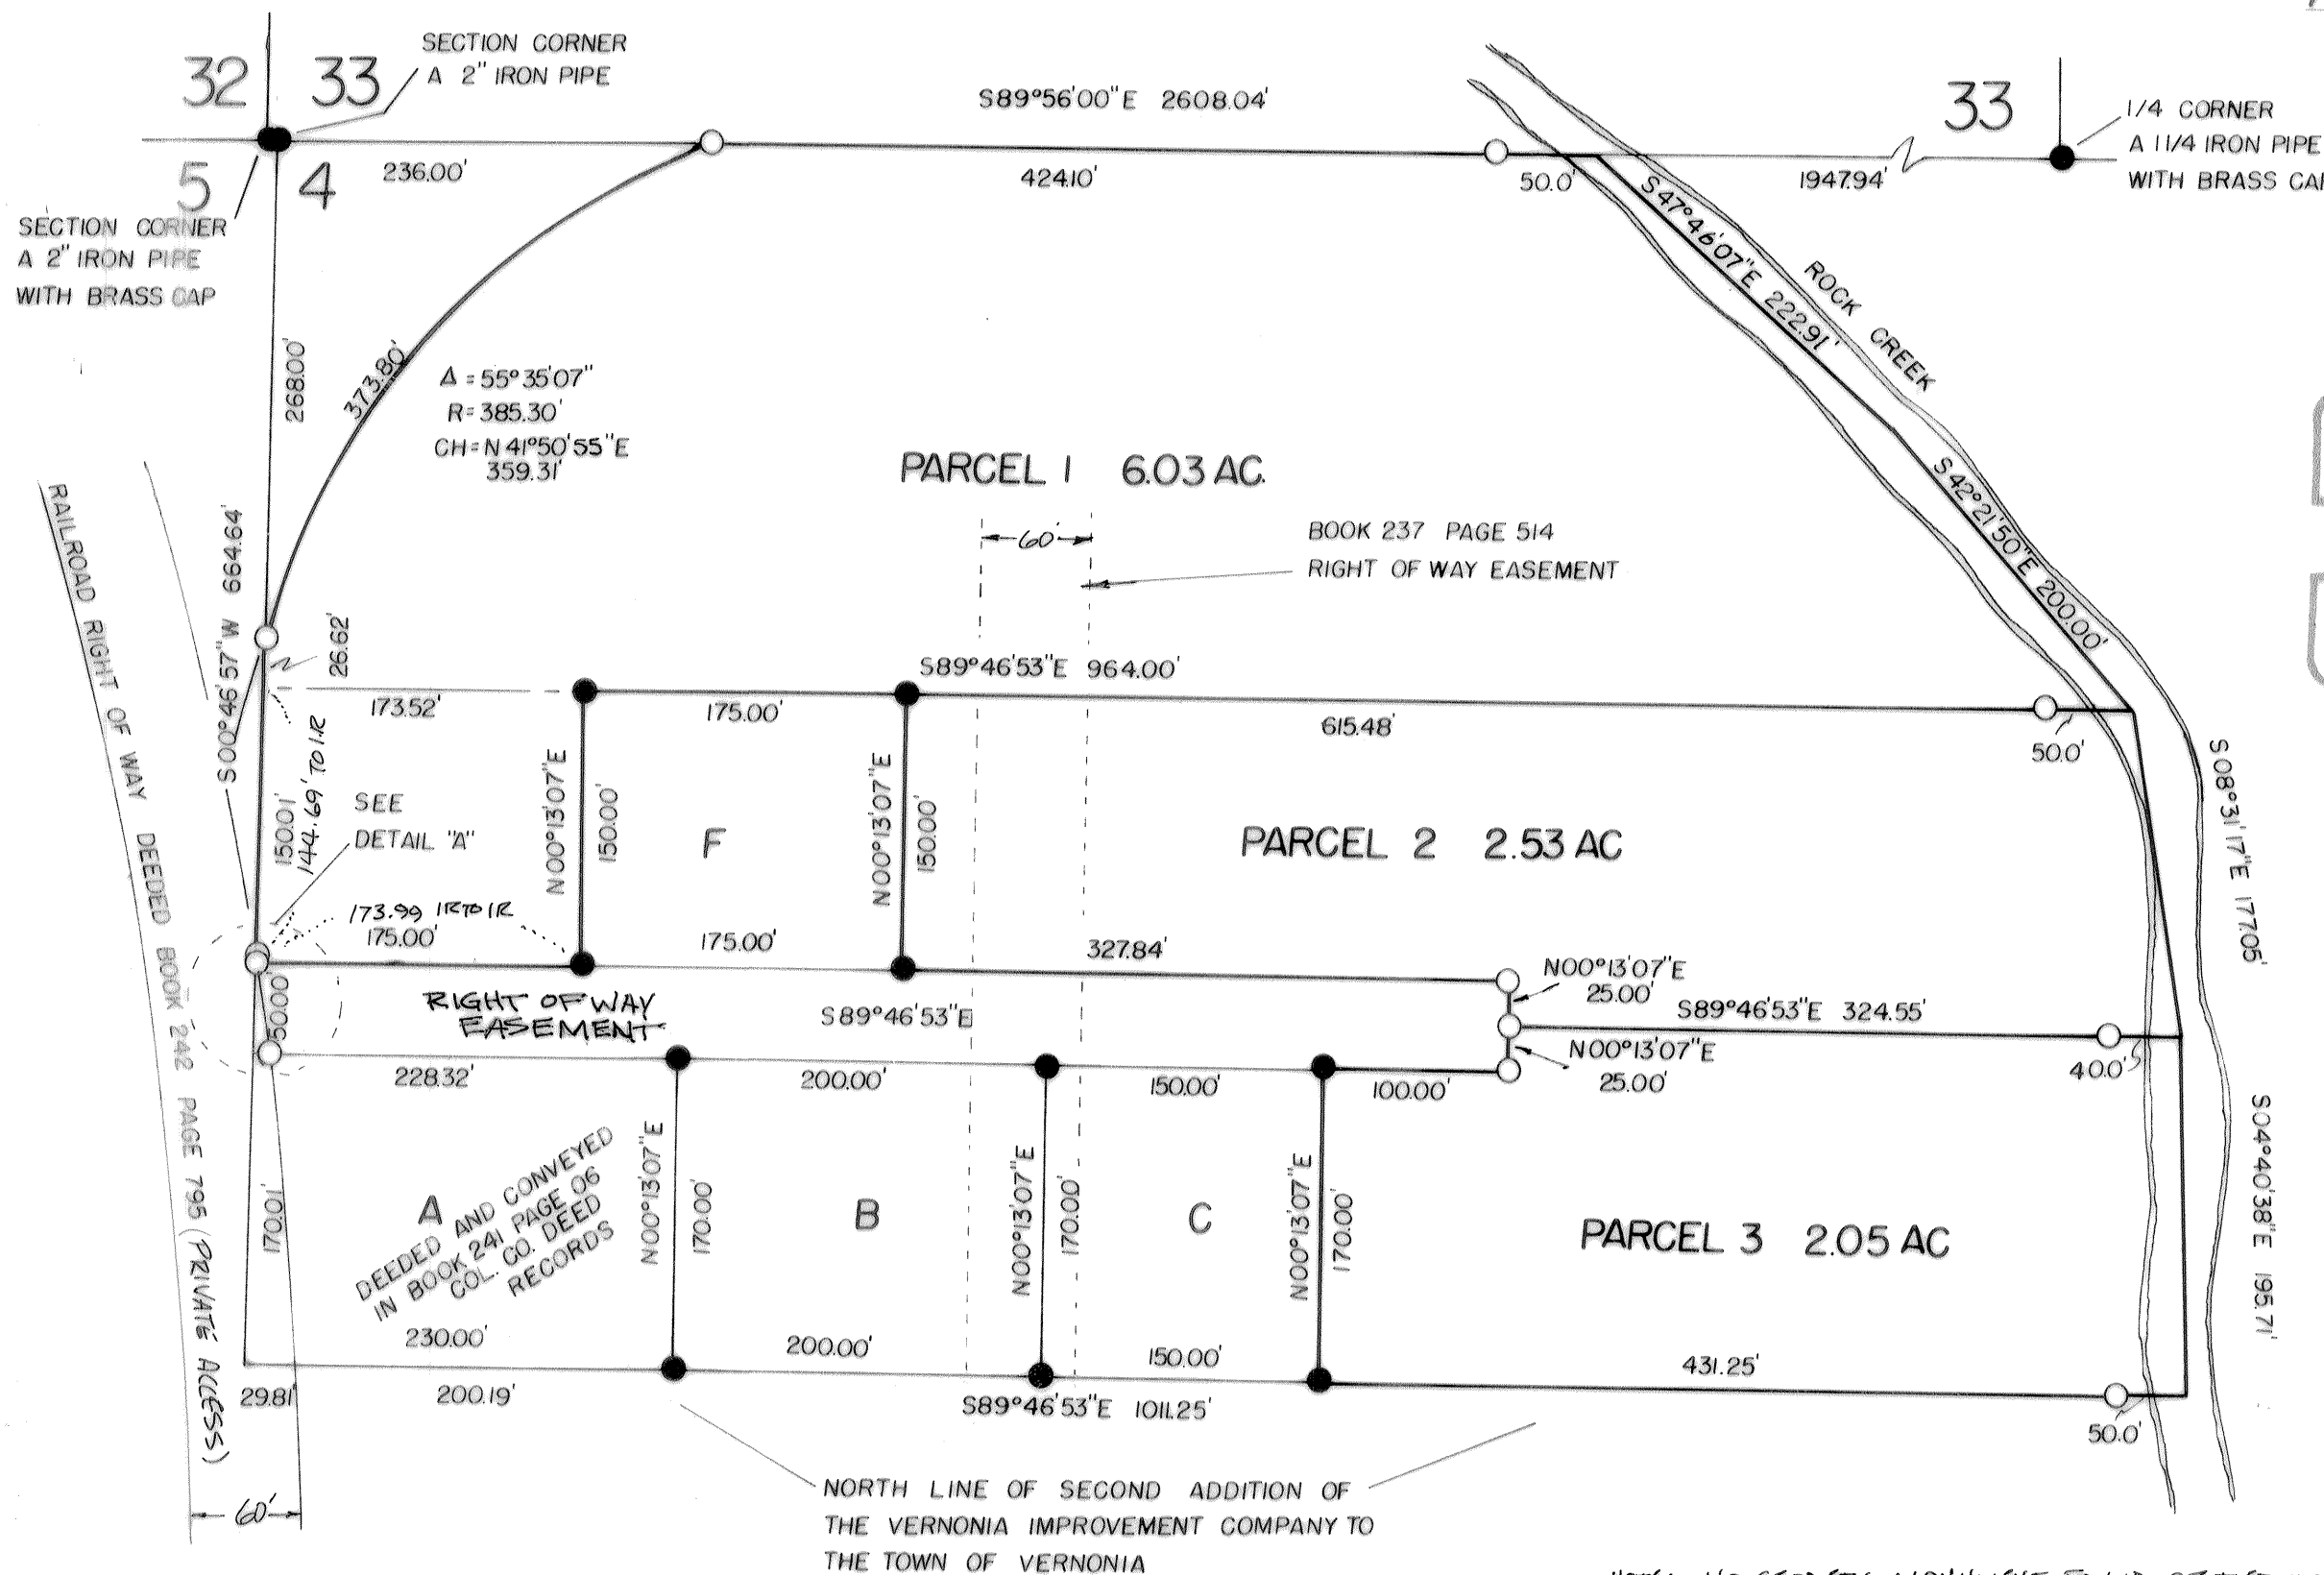 32 33
SECTION CORNER
A 2" IRON PIPE
S89°56'00"E 2608.04'
33
1/4 CORNER
A 1 1/4 IRON PIPE
WITH BRASS
5 4
236.00'
424.10'
50.0'
1947.94'
SECTION CORNER
A 2" IRON PIPE
WITH BRASS CAP
S47°46'07"E 222.91'
ROCK CREEK
268.00'
373.80'
Δ = 55°35'07"
R= 385.30'
CH= N 41°50'55"E
359.31'
PARCEL 1 6.03 AC.
S42°21'50"E 200.00'
60'
BOOK 237 PAGE 514
RIGHT OF WAY EASEMENT
RAILROAD RIGHT OF WAY DEEDED BOOK 242 PAGE 795 (PRIVATE ACCESS)
S00°46'57"W 664.64'
26.62'
S89°46'53"E 964.00'
173.52'
175.00'
615.48'
50.0'
150.01'
144.69' TO I.R
SEE
DETAIL "A"
N00°13'07"E
150.00'
F
N00°13'07"E
150.00'
PARCEL 2 2.53 AC
S08°31'17"E 177.05'
173.99 IR TO IR
175.00'
175.00'
327.84'
N00°13'07"E
25.00'
50.00'
RIGHT OF WAY
EASEMENT
S89°46'53"E
S89°46'53"E 324.55'
N00°13'07"E
25.00'
40.0'
228.32'
200.00'
150.00'
100.00'
170.01'
A
DEEDED AND CONVEYED
IN BOOK 241 PAGE 06
COL. CO. DEED
RECORDS
N00°13'07"E
170.00'
B
N00°13'07"E
170.00'
C
N00°13'07"E
170.00'
PARCEL 3 2.05 AC
S04°40'38"E 195.71'
230.00'
200.00'
150.00'
431.25'
29.81'
200.19'
S89°46'53"E 1011.25'
50.0'
60'
NORTH LINE OF SECOND ADDITION OF
THE VERNONIA IMPROVEMENT COMPANY TO
THE TOWN OF VERNONIA